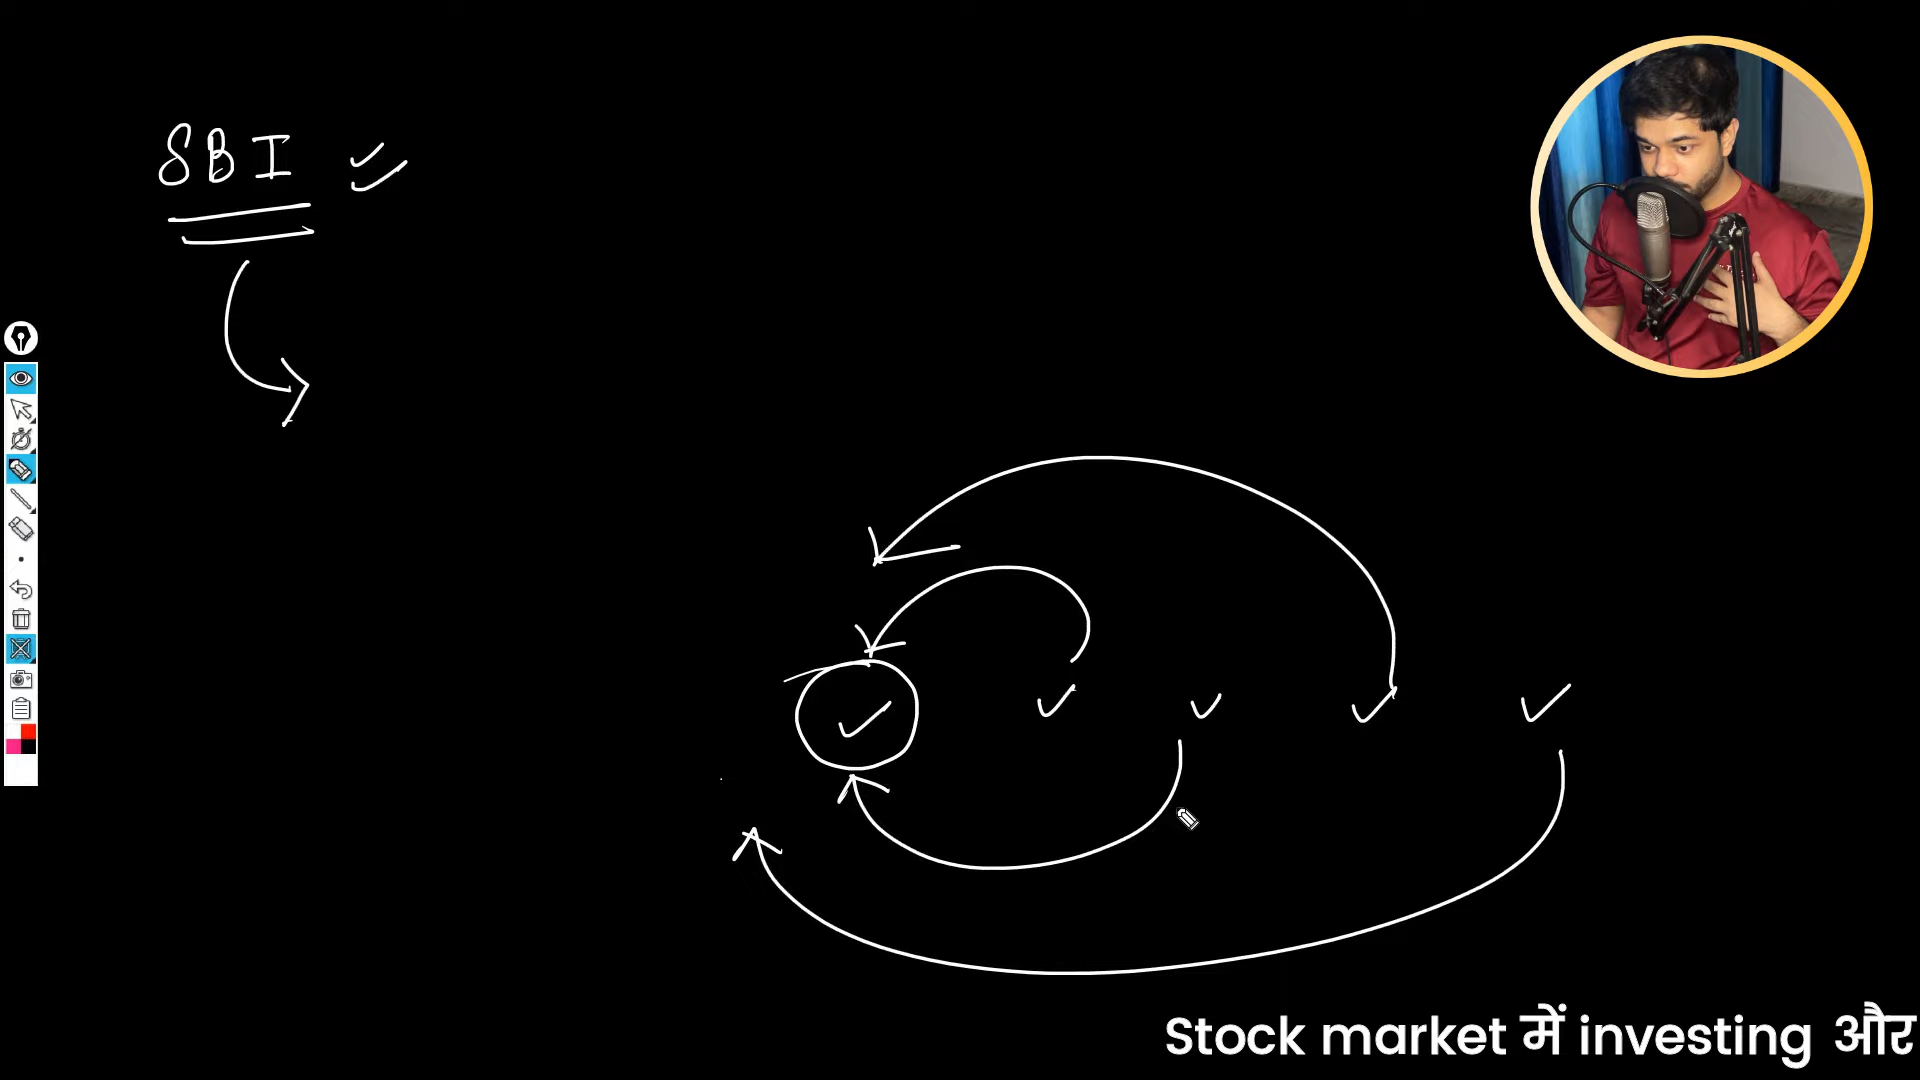 SBI
Stock market में investing और